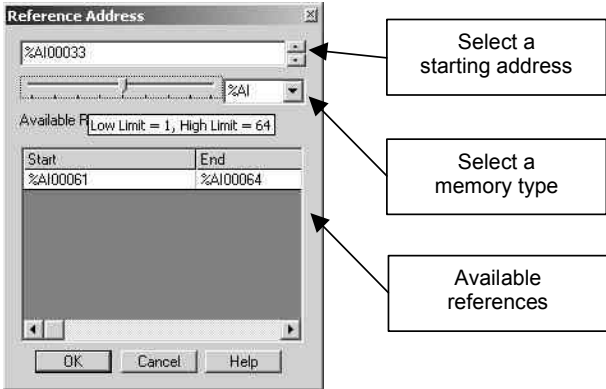 Reference Address
%AI00033
%AI
Available R
Low Limit = 1, High Limit = 64
Start End
%AI00061 %AI00064
OK Cancel Help
Select a
starting address
Select a
memory type
Available
references